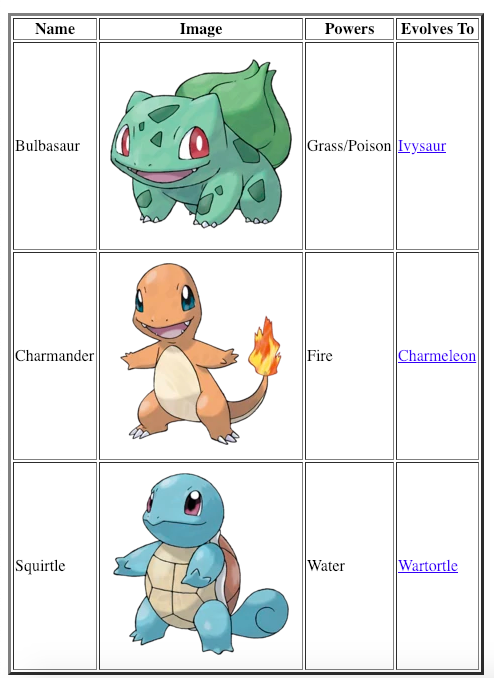 Name Image Powers Evolves To
Bulbasaur Grass/Poison Ivysaur
Charmander Fire Charmeleon
Squirtle Water Wartortle